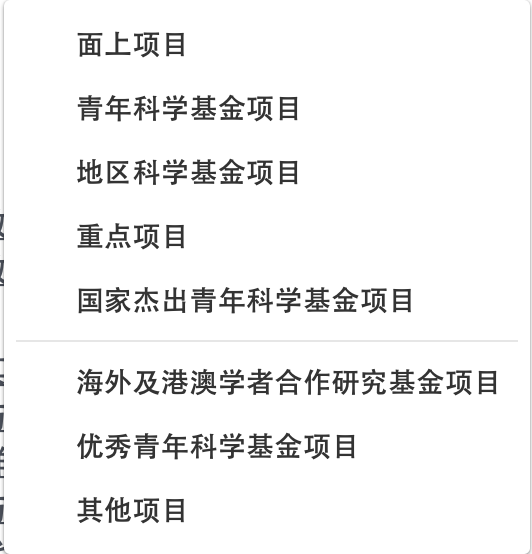 面上项目
青年科学基金项目
地区科学基金项目
重点项目
国家杰出青年科学基金项目
海外及港澳学者合作研究基金项目
优秀青年科学基金项目
其他项目